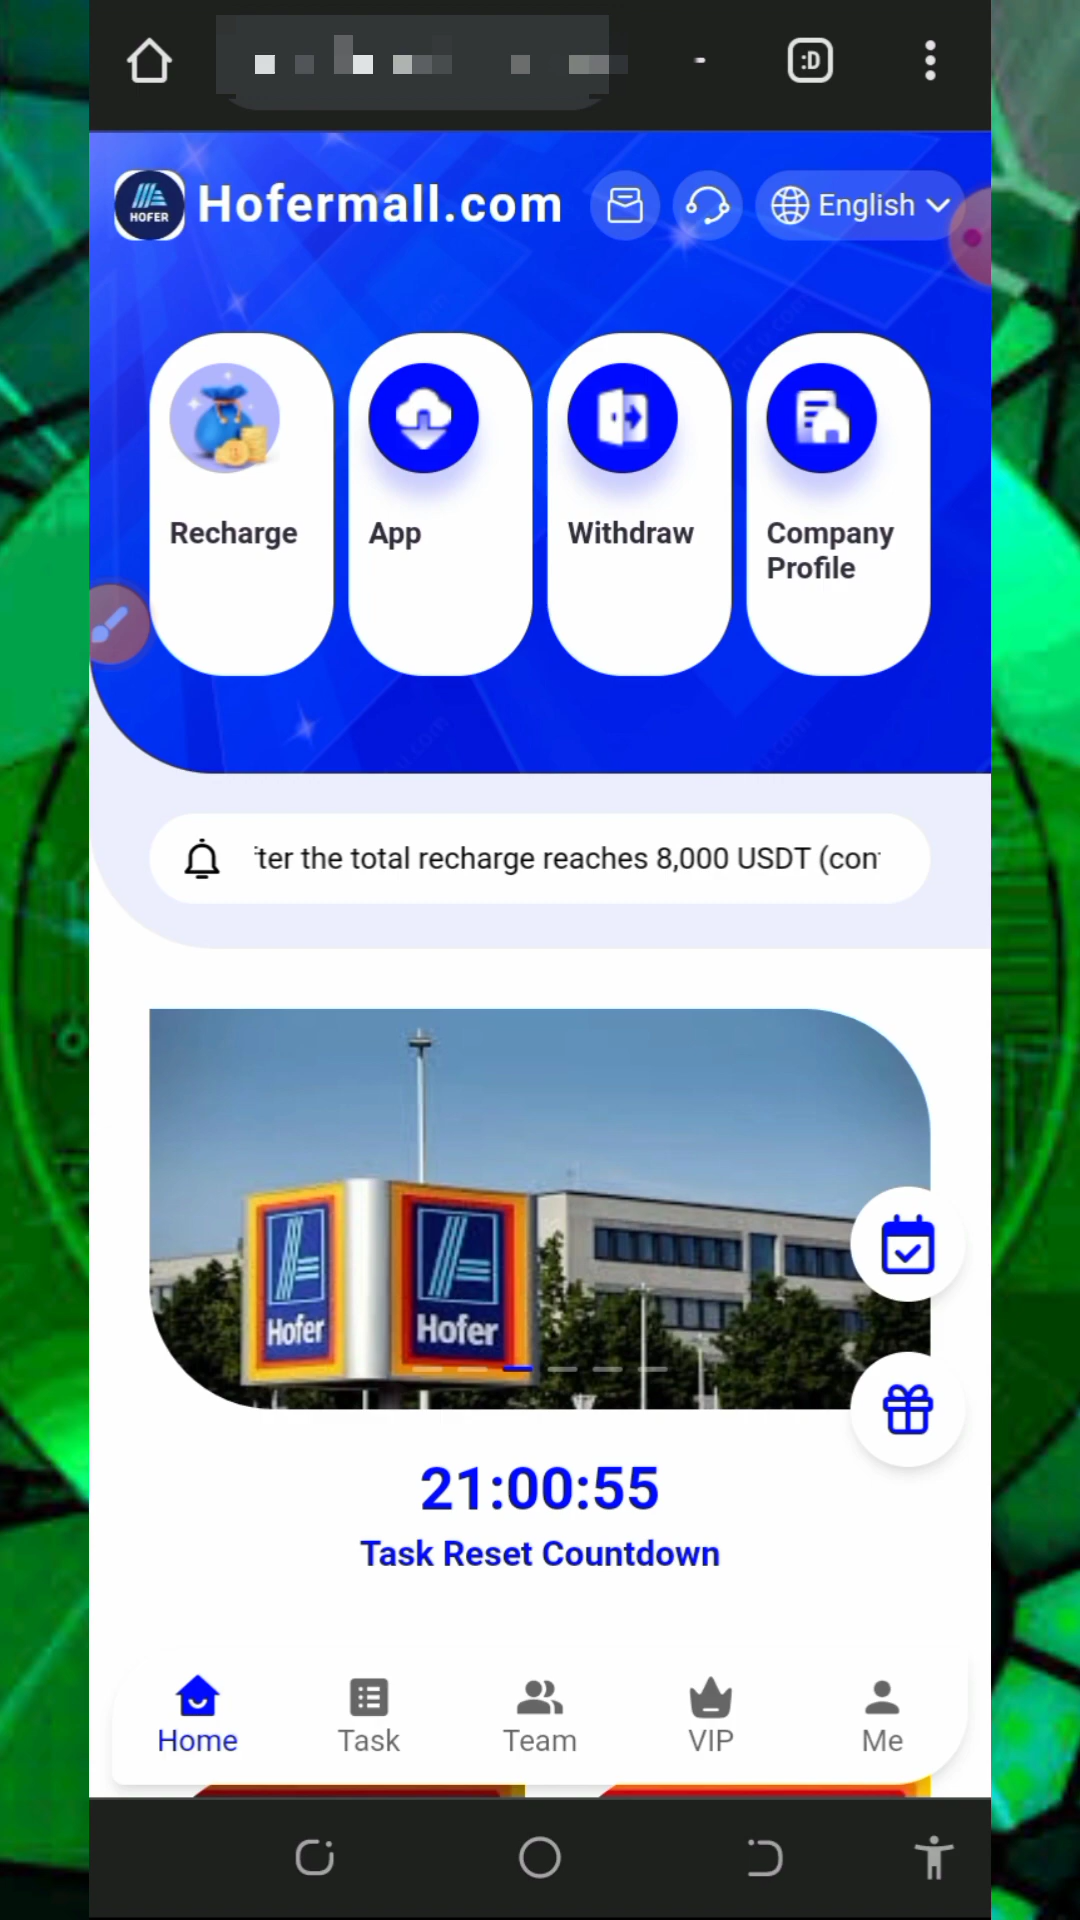 :D
HOFER
Hofermall.com
English
Recharge
App
Withdraw
Company
Profile
ter the total recharge reaches 8,000 USDT (con
Hofer
Hofer
21:00:55
Task Reset Countdown
Home
Task
Team
VIP
Me